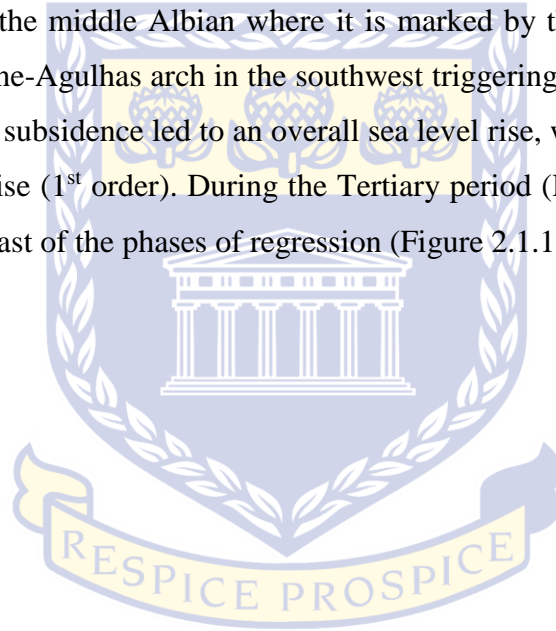 the middle Albian where it is marked by
ne-Agulhas arch in the southwest triggering
subsidence led to an overall sea level rise,
ise (1st order). During the Tertiary period
ast of the phases of regression (Figure 2.1.1
RESPICE PROSPICE